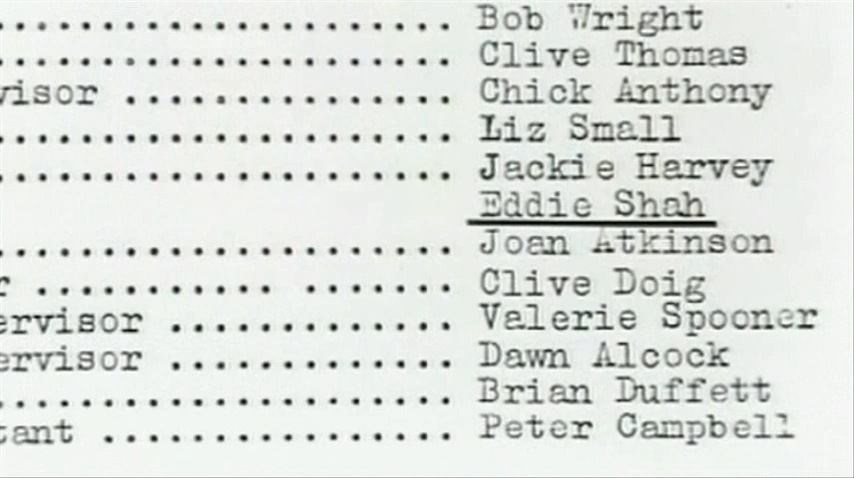 .......................... Bob Wright
.......................... Clive Thomas
visor .................. Chick Anthony
.......................... Liz Small
.......................... Jackie Harvey
Eddie Shah
.......................... Joan Atkinson
r ........... ........ Clive Doig
ervisor ............... Valerie Spooner
ervisor ............... Dawn Alcock
.......................... Brian Duffett
tant ................... Peter Campbell